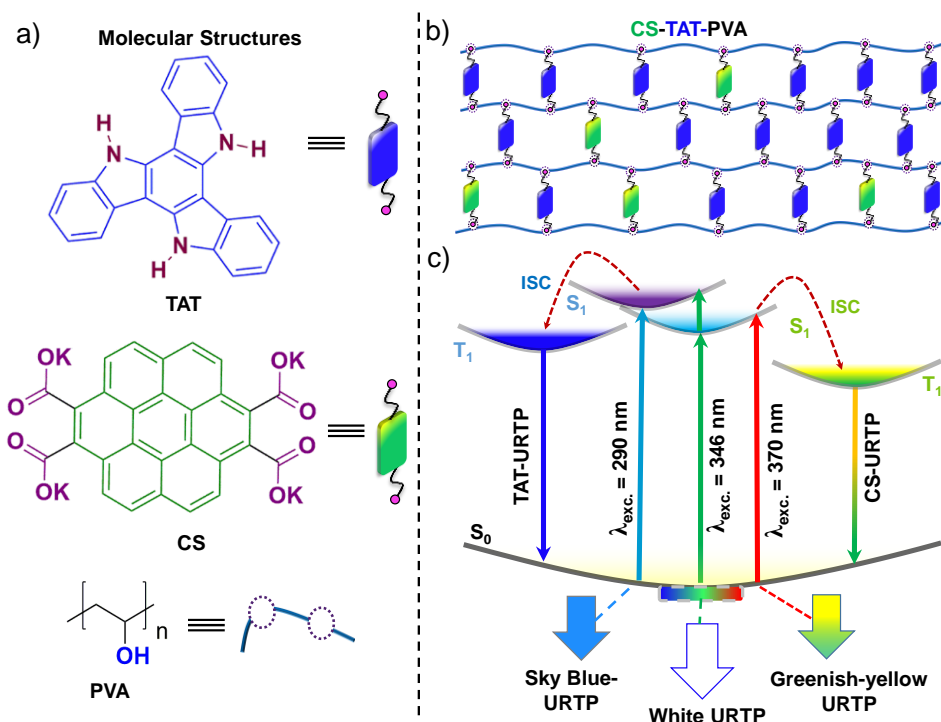 a)
Molecular Structures
H
N
N
H
N
H
TAT
OK
O
O
OK
OK
O
O
OK
CS
n
OH
PVA
b)
CS-TAT-PVA
c)
ISC
S1
T1
ISC
S1
T1
TAT-URTP
λexc. = 290 nm
λexc. = 346 nm
λexc. = 370 nm
CS-URTP
S0
Sky Blue-
URTP
White URTP
Greenish-yellow
URTP